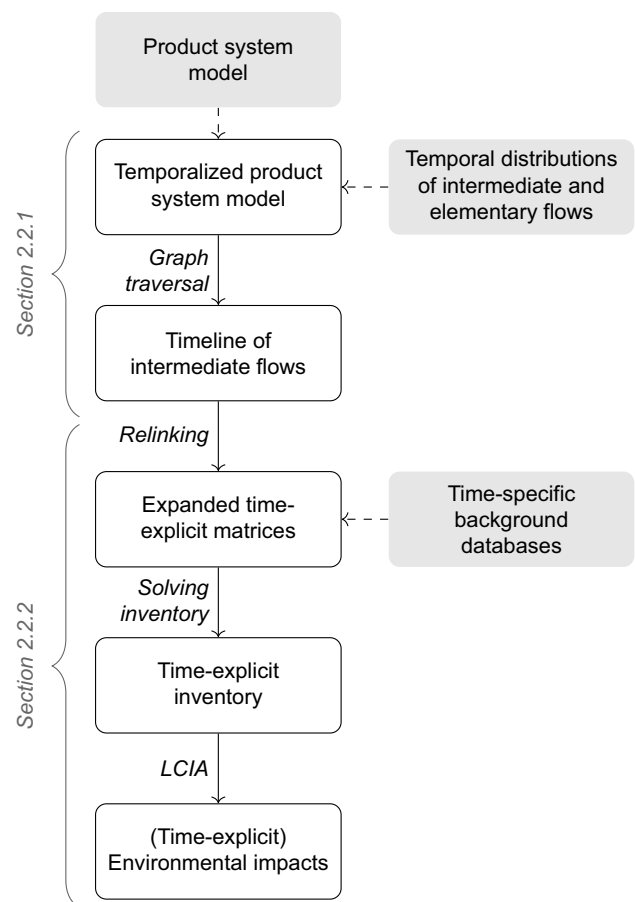 Product system
model
Temporalized product
system model
Temporal distributions
of intermediate and
elementary flows
Section 2.2.1
Graph
traversal
Timeline of
intermediate flows
Relinking
Expanded time-
explicit matrices
Time-specific
background
databases
Section 2.2.2
Solving
inventory
Time-explicit
inventory
LCIA
(Time-explicit)
Environmental impacts